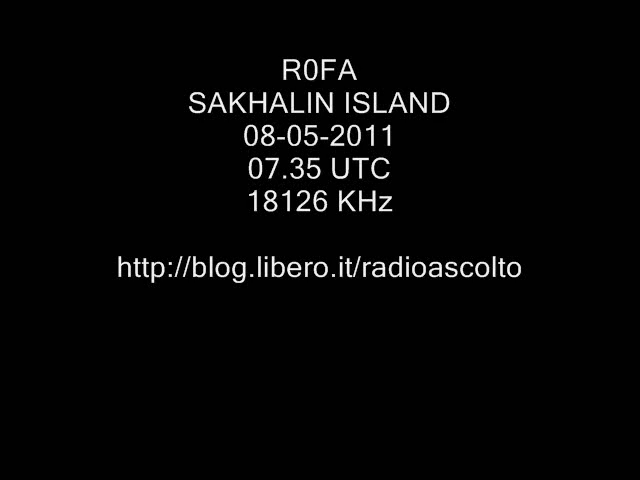 R0FA
SAKHALIN ISLAND
08-05-2011
07.35 UTC
18126 KHz
http://blog.libero.it/radioascolto